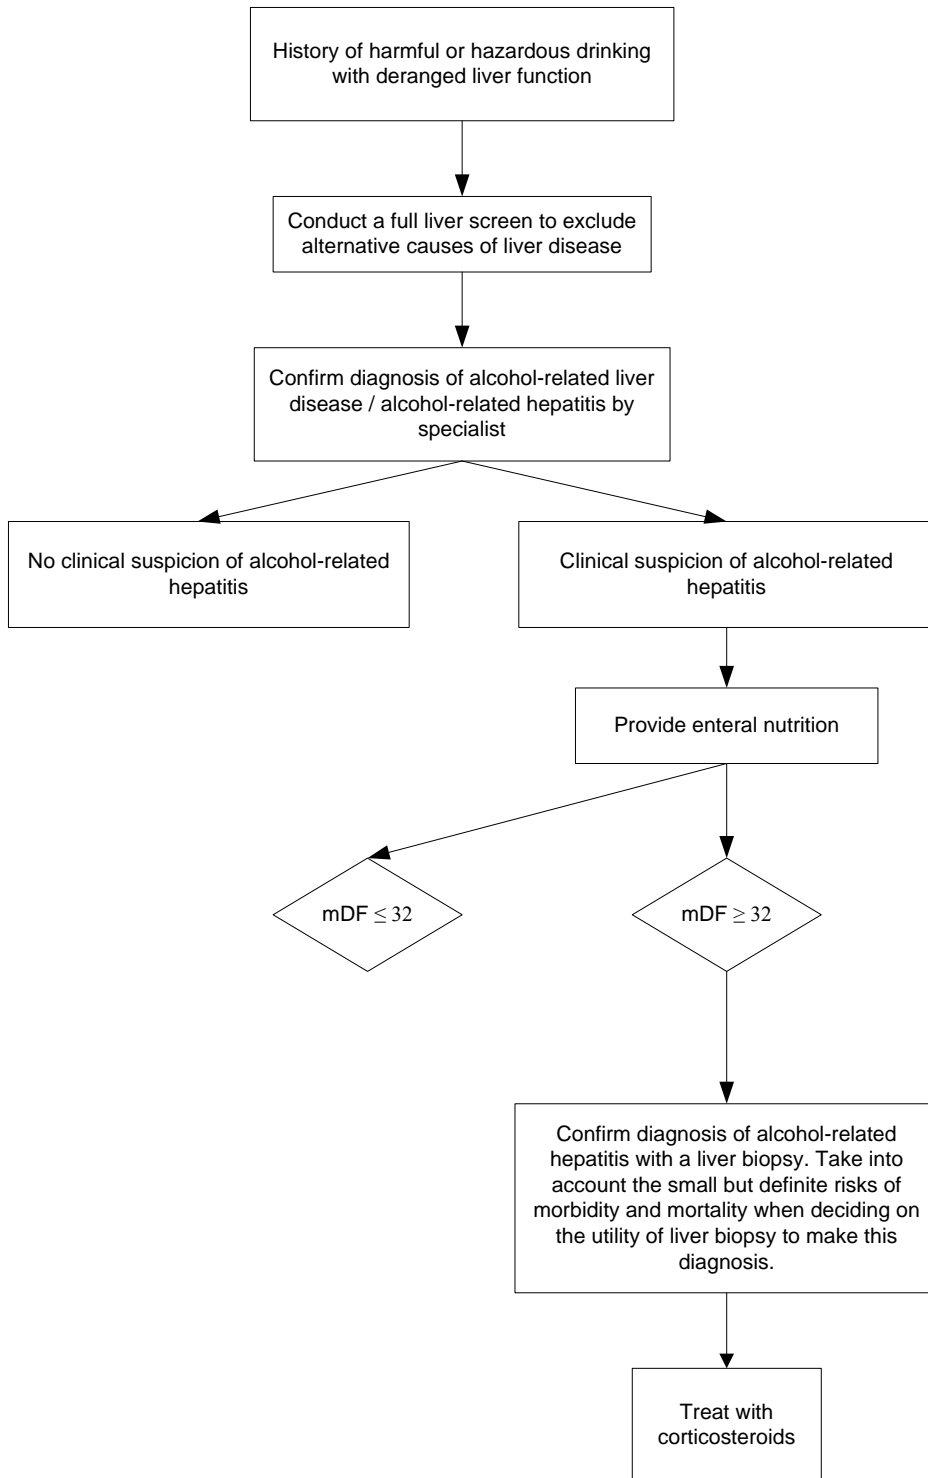 History of harmful or hazardous drinking
with deranged liver function
Conduct a full liver screen to exclude
alternative causes of liver disease
Confirm diagnosis of alcohol-related liver
disease / alcohol-related hepatitis by
specialist
No clinical suspicion of alcohol-related
hepatitis
Clinical suspicion of alcohol-related
hepatitis
Provide enteral nutrition
mDF ≤ 32
mDF ≥ 32
Confirm diagnosis of alcohol-related
hepatitis with a liver biopsy. Take into
account the small but definite risks of
morbidity and mortality when deciding on
the utility of liver biopsy to make this
diagnosis.
Treat with
corticosteroids